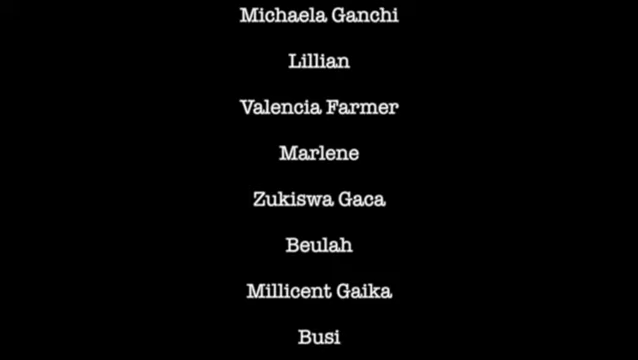 Michaela Ganchi
Lillian
Valencia Farmer
Marlene
Zukiswa Gaca
Beulah
Millicent Gaika
Busi